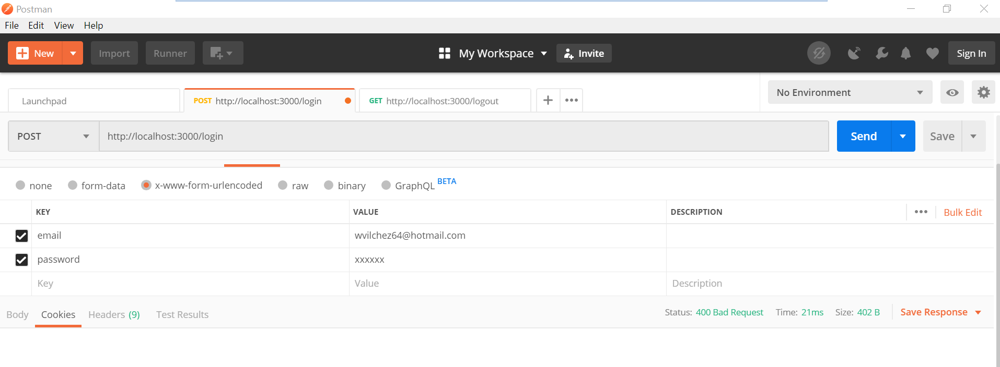 Postman
File Edit View Help
New Import Runner My Workspace Invite Sign In
Launchpad POST http://localhost:3000/login GET http://localhost:3000/logout No Environment
POST http://localhost:3000/login Send Save
none form-data x-www-form-urlencoded raw binary GraphQL BETA
KEY VALUE DESCRIPTION Bulk Edit
email wvilchez64@hotmail.com
password xxxxxx
Key Value Description
Body Cookies Headers (9) Test Results Status: 400 Bad Request Time: 21ms Size: 402 B Save Response